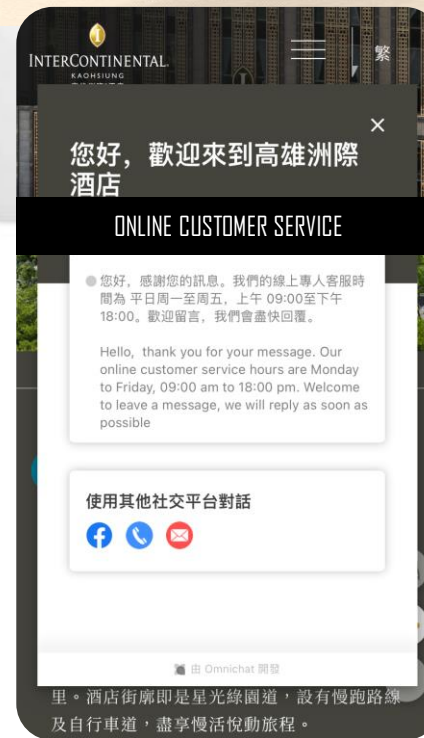 INTERCONTINENTAL.
KAOHSIUNG
繁
您好，歡迎來到高雄洲際
酒店
ONLINE CUSTOMER SERVICE
您好，感謝您的訊息。我們的線上專人客服時
間為 平日周一至周五，上午 09:00至下午
18:00。歡迎留言，我們會盡快回覆。
Hello, thank you for your message. Our
online customer service hours are Monday
to Friday, 09:00 am to 18:00 pm. Welcome
to leave a message, we will reply as soon as
possible
使用其他社交平台對話
由 Omnichat 開發
里。酒店街廓即是星光綠園道，設有慢跑路線
及自行車道，盡享慢活悅動旅程。